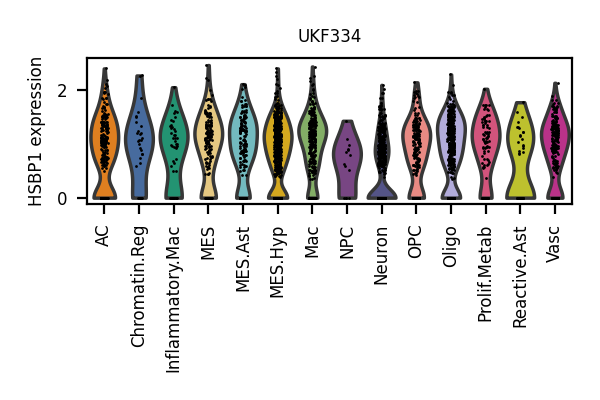 UKF334
HSBP1 expression
2
0
AC
Chromatin.Reg
Inflammatory.Mac
MES
MES.Ast
MES.Hyp
Mac
NPC
Neuron
OPC
Oligo
Prolif.Metab
Reactive.Ast
Vasc